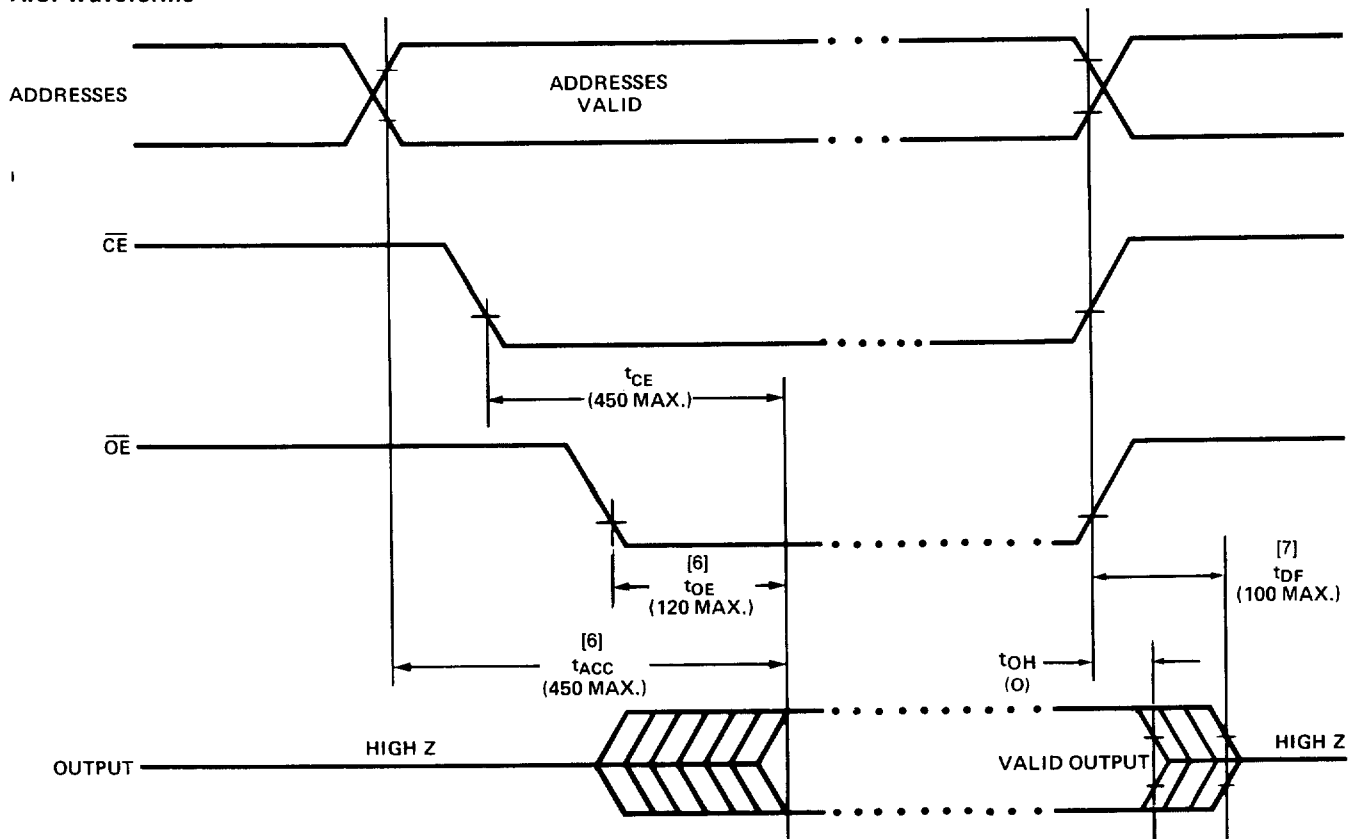 ADDRESSES
ADDRESSES
VALID
CE
tCE
(450 MAX.)
OE
[6]
tOE
(120 MAX.)
[7]
tDF
(100 MAX.)
[6]
tACC
(450 MAX.)
tOH
(O)
OUTPUT
HIGH Z
VALID OUTPUT
HIGH Z